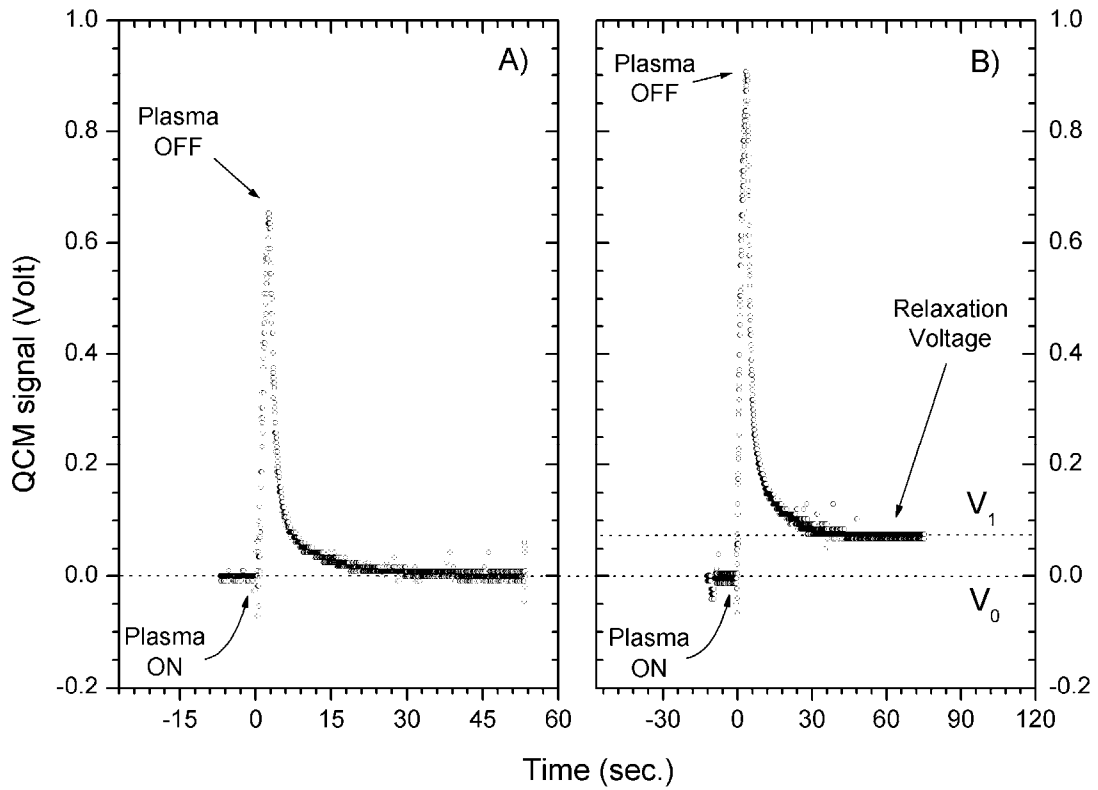 A)
Plasma
OFF
Plasma
ON
QCM signal (Volt)
1.0
0.8
0.6
0.4
0.2
0.0
-0.2
-15
0
15
30
45
60
B)
Plasma
OFF
Relaxation
Voltage
V1
V0
Plasma
ON
1.0
0.8
0.6
0.4
0.2
0.0
-0.2
-30
0
30
60
90
120
Time (sec.)